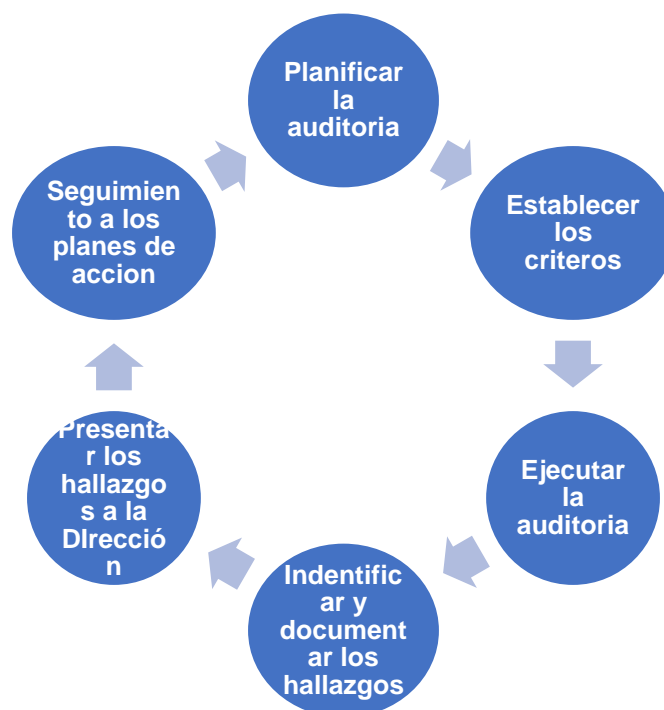 Planificar
la
auditoria
Establecer
los
criteros
Ejecutar
la
auditoria
Indentific
ar y
document
ar los
hallazgos
Presenta
r los
hallazgo
s a la
DIrecció
n
Seguimien
to a los
planes de
accion